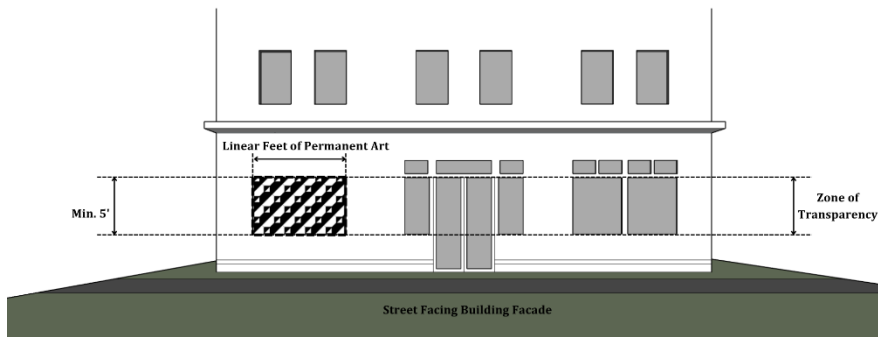 Linear Feet of Permanent Art
Min. 5'
Zone of
Transparency
Street Facing Building Facade